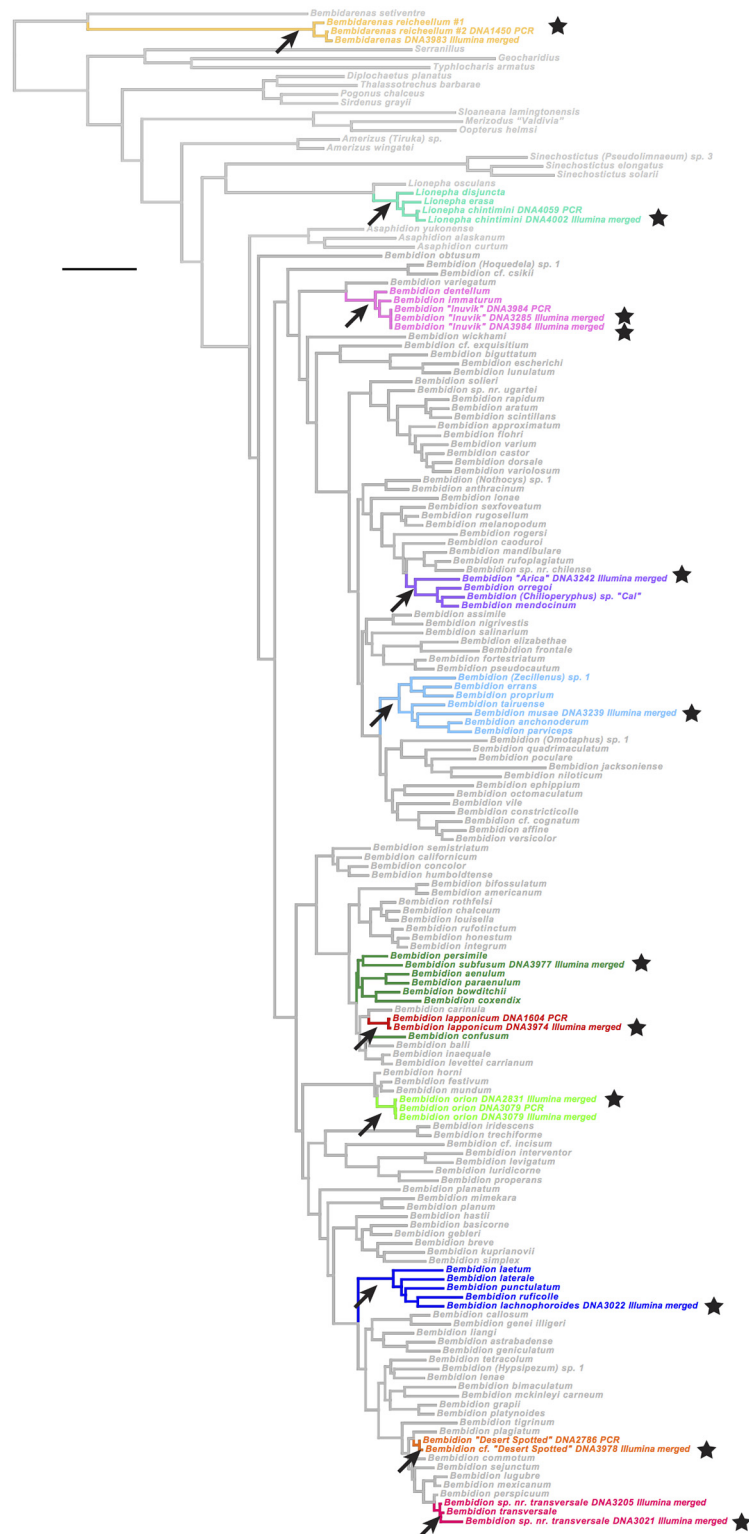 Bembidarenas setiventre
Bembidarenas reicheellum #1
Bembidarenas reicheellum #2 DNA1450 PCR
Bembidarenas DNA3983 Illumina merged
Serranillus
Geocharidius
Typhlocharis armatus
Diplochaetus planatus
Thalassotrechus barbarae
Pogonus chalceus
Sirdenus grayii
Sloaneana lamingtonensis
Merizodus "Valdivia"
Oopterus helmsi
Amerizus (Tiruka) sp.
Amerizus wingatei
Sinechostictus (Pseudolimnaeum) sp. 3
Sinechostictus elongatus
Sinechostictus solarii
Lionepha osculans
Lionepha disjuncta
Lionepha erasa
Lionepha chintimini DNA4059 PCR
Lionepha chintimini DNA4002 Illumina merged
Asaphidion yukonense
Asaphidion alaskanum
Asaphidion curtum
Bembidion obtusum
Bembidion (Hoquedela) sp. 1
Bembidion cf. csikii
Bembidion variegatum
Bembidion dentellum
Bembidion immaturum
Bembidion "Inuvik" DNA3984 PCR
Bembidion "Inuvik" DNA3285 Illumina merged
Bembidion "Inuvik" DNA3984 Illumina merged
Bembidion wickhami
Bembidion cf. exquisitium
Bembidion biguttatum
Bembidion escherichi
Bembidion lunulatum
Bembidion solieri
Bembidion sp. nr. ugartei
Bembidion rapidum
Bembidion aratum
Bembidion scintillans
Bembidion approximatum
Bembidion flohri
Bembidion varium
Bembidion castor
Bembidion dorsale
Bembidion variolosum
Bembidion (Nothocys) sp. 1
Bembidion anthracinum
Bembidion lonae
Bembidion sexfoveatum
Bembidion rugosellum
Bembidion melanopodum
Bembidion rogersi
Bembidion caoduroi
Bembidion mandibulare
Bembidion rufoplagiatum
Bembidion sp. nr. chilense
Bembidion "Arica" DNA3242 Illumina merged
Bembidion orregoi
Bembidion (Chilioperyphus) sp. "Cal"
Bembidion mendocinum
Bembidion assimile
Bembidion nigrivestis
Bembidion salinarium
Bembidion elizabethae
Bembidion frontale
Bembidion fortestriatum
Bembidion pseudocautum
Bembidion (Zecillenus) sp. 1
Bembidion errans
Bembidion proprium
Bembidion tairuense
Bembidion musae DNA3239 Illumina merged
Bembidion anchonoderum
Bembidion parviceps
Bembidion (Omotaphus) sp. 1
Bembidion quadrimaculatum
Bembidion poculare
Bembidion jacksoniense
Bembidion niloticum
Bembidion ephippium
Bembidion octomaculatum
Bembidion vile
Bembidion constricticolle
Bembidion cf. cognatum
Bembidion affine
Bembidion versicolor
Bembidion semistriatum
Bembidion californicum
Bembidion concolor
Bembidion humboldtense
Bembidion bifossulatum
Bembidion americanum
Bembidion rothfelsi
Bembidion chalceum
Bembidion louisella
Bembidion rufotinctum
Bembidion honestum
Bembidion integrum
Bembidion persimile
Bembidion subfusum DNA3977 Illumina merged
Bembidion aenulum
Bembidion paraenulum
Bembidion bowditchii
Bembidion coxendix
Bembidion carinula
Bembidion lapponicum DNA1604 PCR
Bembidion lapponicum DNA3974 Illumina merged
Bembidion confusum
Bembidion balli
Bembidion inaequale
Bembidion levettei carrianum
Bembidion horni
Bembidion festivum
Bembidion mundum
Bembidion orion DNA2831 Illumina merged
Bembidion orion DNA3079 PCR
Bembidion orion DNA3079 Illumina merged
Bembidion iridescens
Bembidion trechiforme
Bembidion cf. incisum
Bembidion interventor
Bembidion levigatum
Bembidion luridicorne
Bembidion properans
Bembidion planatum
Bembidion mimekara
Bembidion planum
Bembidion hastii
Bembidion basicorne
Bembidion gebleri
Bembidion breve
Bembidion kuprianovii
Bembidion simplex
Bembidion laetum
Bembidion laterale
Bembidion punctulatum
Bembidion ruficolle
Bembidion lachnophoroides DNA3022 Illumina merged
Bembidion callosum
Bembidion genei illigeri
Bembidion liangi
Bembidion astrabadense
Bembidion geniculatum
Bembidion tetracolum
Bembidion (Hypsipezum) sp. 1
Bembidion lenae
Bembidion bimaculatum
Bembidion mckinleyi carneum
Bembidion grapii
Bembidion platynoides
Bembidion tigrinum
Bembidion plagiatum
Bembidion "Desert Spotted" DNA2786 PCR
Bembidion cf. "Desert Spotted" DNA3978 Illumina merged
Bembidion commotum
Bembidion sejunctum
Bembidion lugubre
Bembidion mexicanum
Bembidion perspicuum
Bembidion sp. nr. transversale DNA3205 Illumina merged
Bembidion transversale
Bembidion sp. nr. transversale DNA3021 Illumina merged